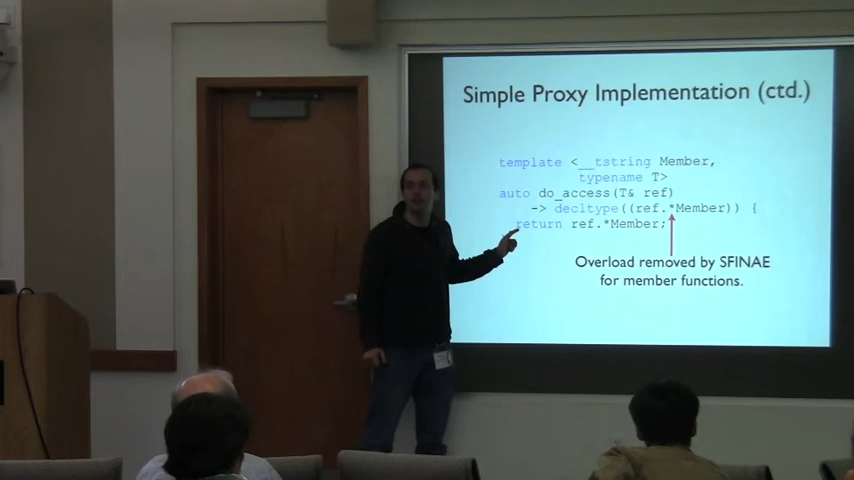 Simple Proxy Implementation (ctd.)
template <__tstring Member,
typename T>
auto do_access(T& ref)
-> decltype((ref.*Member)) {
return ref.*Member;
Overload removed by SFINAE
for member functions.